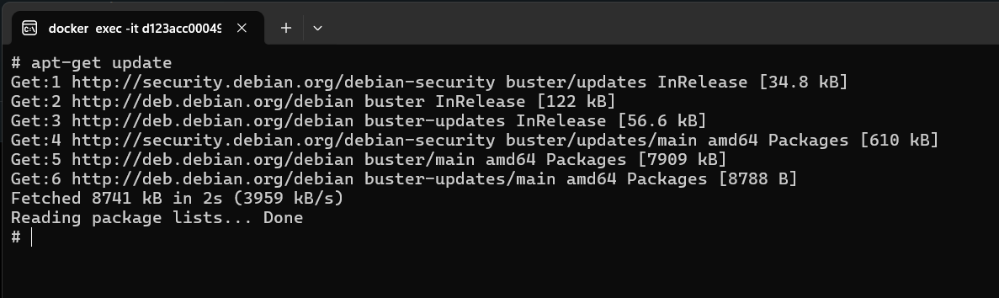 docker exec -it d123acc00049
# apt-get update
Get:1 http://security.debian.org/debian-security buster/updates InRelease [34.8 kB]
Get:2 http://deb.debian.org/debian buster InRelease [122 kB]
Get:3 http://deb.debian.org/debian buster-updates InRelease [56.6 kB]
Get:4 http://security.debian.org/debian-security buster/updates/main amd64 Packages [610 kB]
Get:5 http://deb.debian.org/debian buster/main amd64 Packages [7909 kB]
Get:6 http://deb.debian.org/debian buster-updates/main amd64 Packages [8788 B]
Fetched 8741 kB in 2s (3959 kB/s)
Reading package lists... Done
#